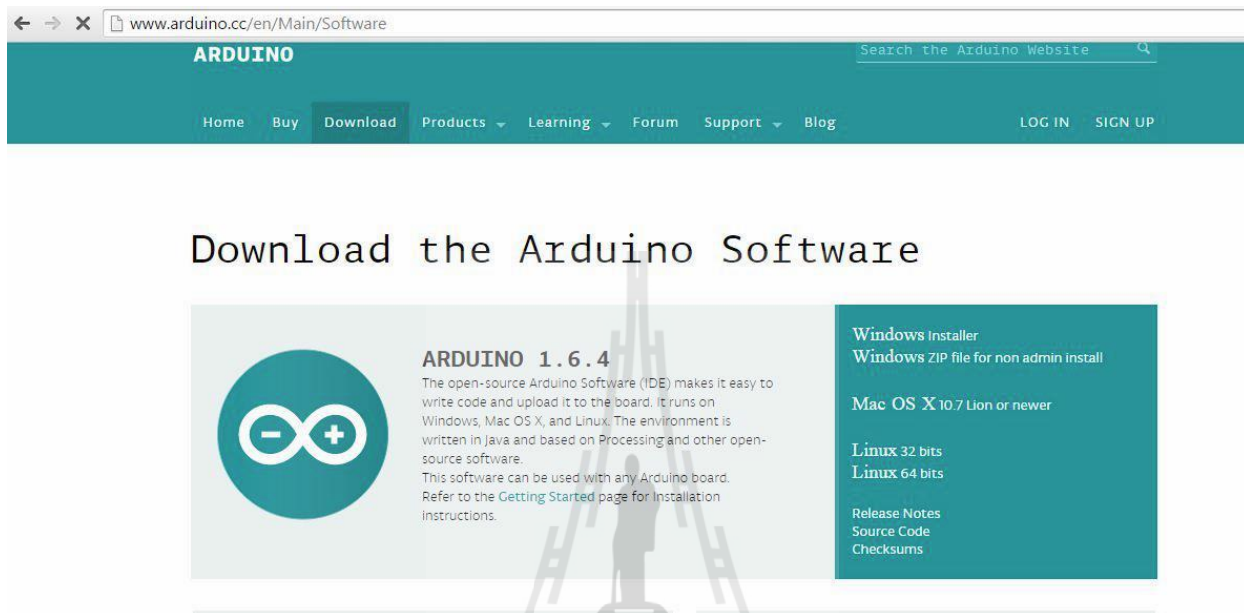 www.arduino.cc/en/Main/Software
ARDUINO
Search the Arduino Website
Home Buy Download Products Learning Forum Support Blog LOG IN SIGN UP
Download the Arduino Software
ARDUINO 1.6.4
The open-source Arduino Software (IDE) makes it easy to
write code and upload it to the board. It runs on
Windows, Mac OS X, and Linux. The environment is
written in Java and based on Processing and other open-
source software.
This software can be used with any Arduino board.
Refer to the Getting Started page for Installation
instructions.
Windows Installer
Windows ZIP file for non admin install
Mac OS X 10.7 Lion or newer
Linux 32 bits
Linux 64 bits
Release Notes
Source Code
Checksums